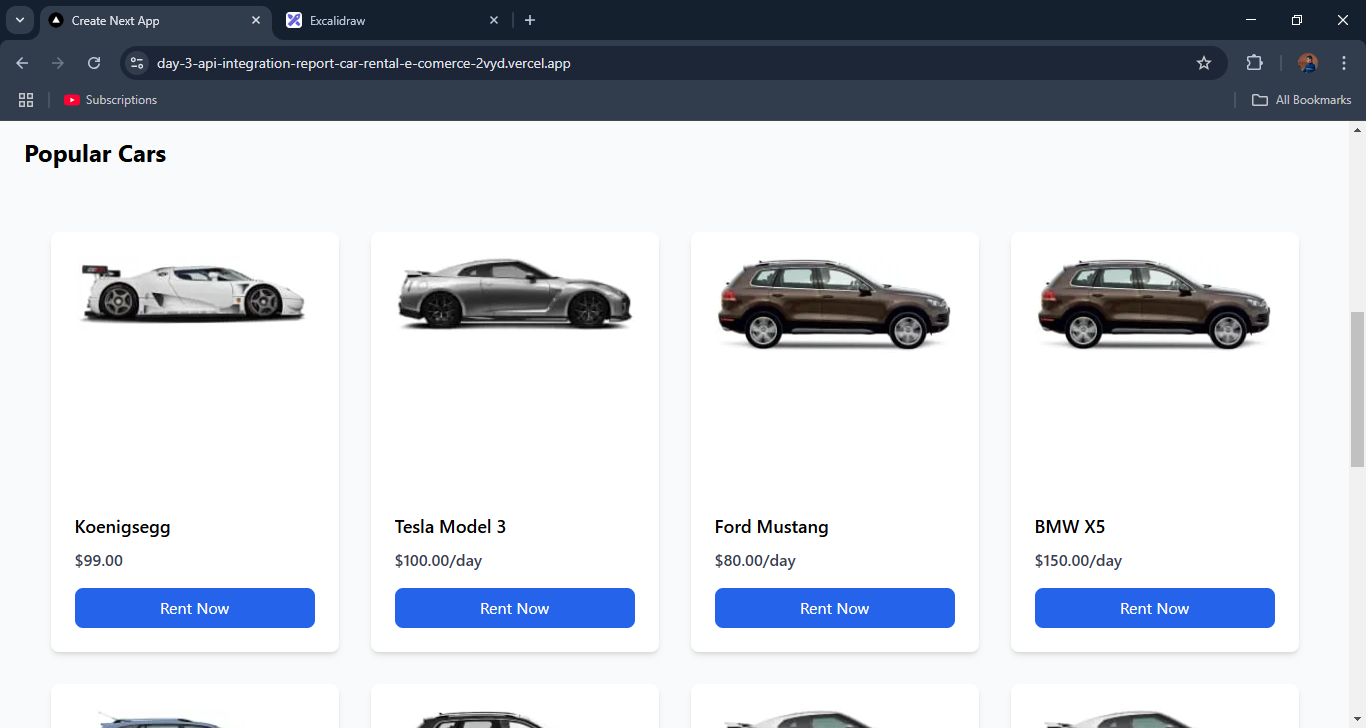 Create Next App
Excalidraw
day-3-api-integration-report-car-rental-e-comerce-2vyd.vercel.app
Subscriptions
All Bookmarks
Popular Cars
Koenigsegg
$99.00
Rent Now
Tesla Model 3
$100.00/day
Rent Now
Ford Mustang
$80.00/day
Rent Now
BMW X5
$150.00/day
Rent Now